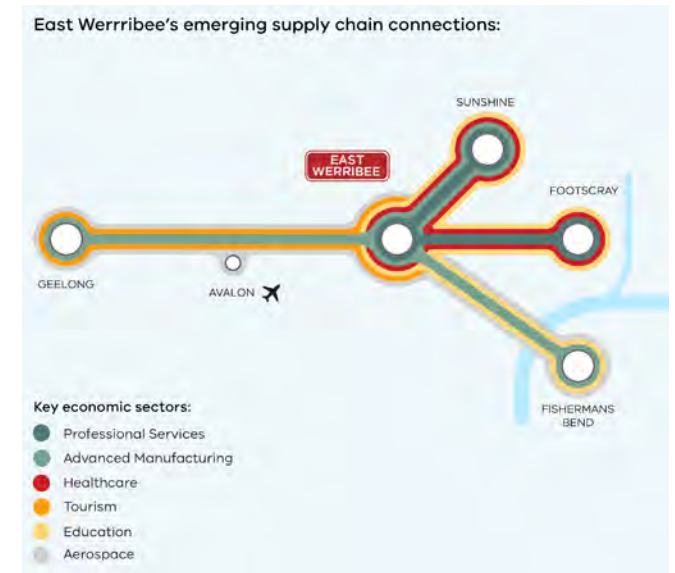 East Werrribee's emerging supply chain connections:
SUNSHINE
EAST
WERRIBEE
FOOTSCRAY
GEELONG
AVALON
Key economic sectors:
FISHERMANS
BEND
Professional Services
Advanced Manufacturing
Healthcare
Tourism
Education
Aerospace